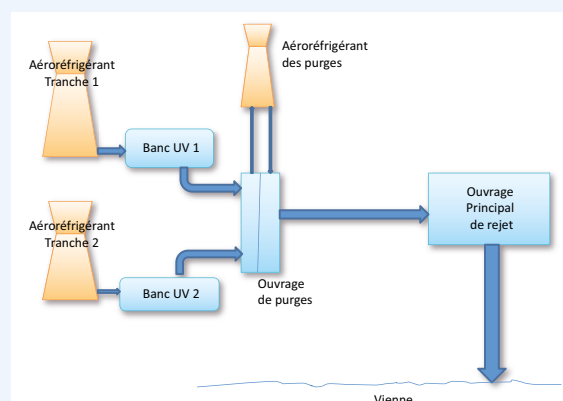 Aéroréfrigérant
Tranche 1
Aéroréfrigérant
des purges
Banc UV 1
Aéroréfrigérant
Tranche 2
Banc UV 2
Ouvrage
de purges
Ouvrage
Principal
de rejet
Vienne